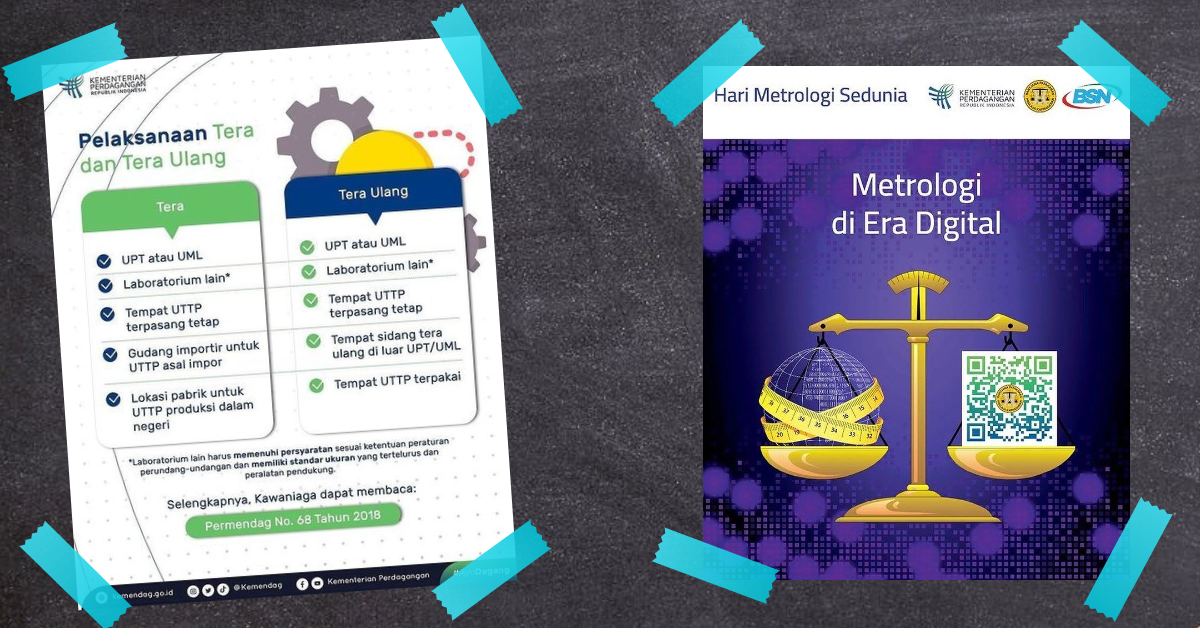 KEMENTERIAN
PERDAGANGAN
REPUBLIK INDONESIA
Pelaksanaan Tera
dan Tera Ulang
Tera
UPT atau UML
Laboratorium lain*
Tempat UTTP
terpasang tetap
Gudang importir untuk
UTTP asal impor
Lokasi pabrik untuk
UTTP produksi dalam
negeri
Tera Ulang
UPT atau UML
Laboratorium lain*
Tempat UTTP
terpasang tetap
Tempat sidang tera
ulang di luar UPT/UML
Tempat UTTP terpakai
*Laboratorium lain harus memenuhi persyaratan sesuai ketentuan peraturan
perundang-undangan dan memiliki standar ukuran yang tertelurus dan
peralatan pendukung.
Selengkapnya, Kawaniaga dapat membaca:
Permendag No. 68 Tahun 2018
@Kemendag
Kementerian Perdagangan
Hari Metrologi Sedunia
KEMENTERIAN
PERDAGANGAN
REPUBLIK INDONESIA
BSN
Metrologi
di Era Digital